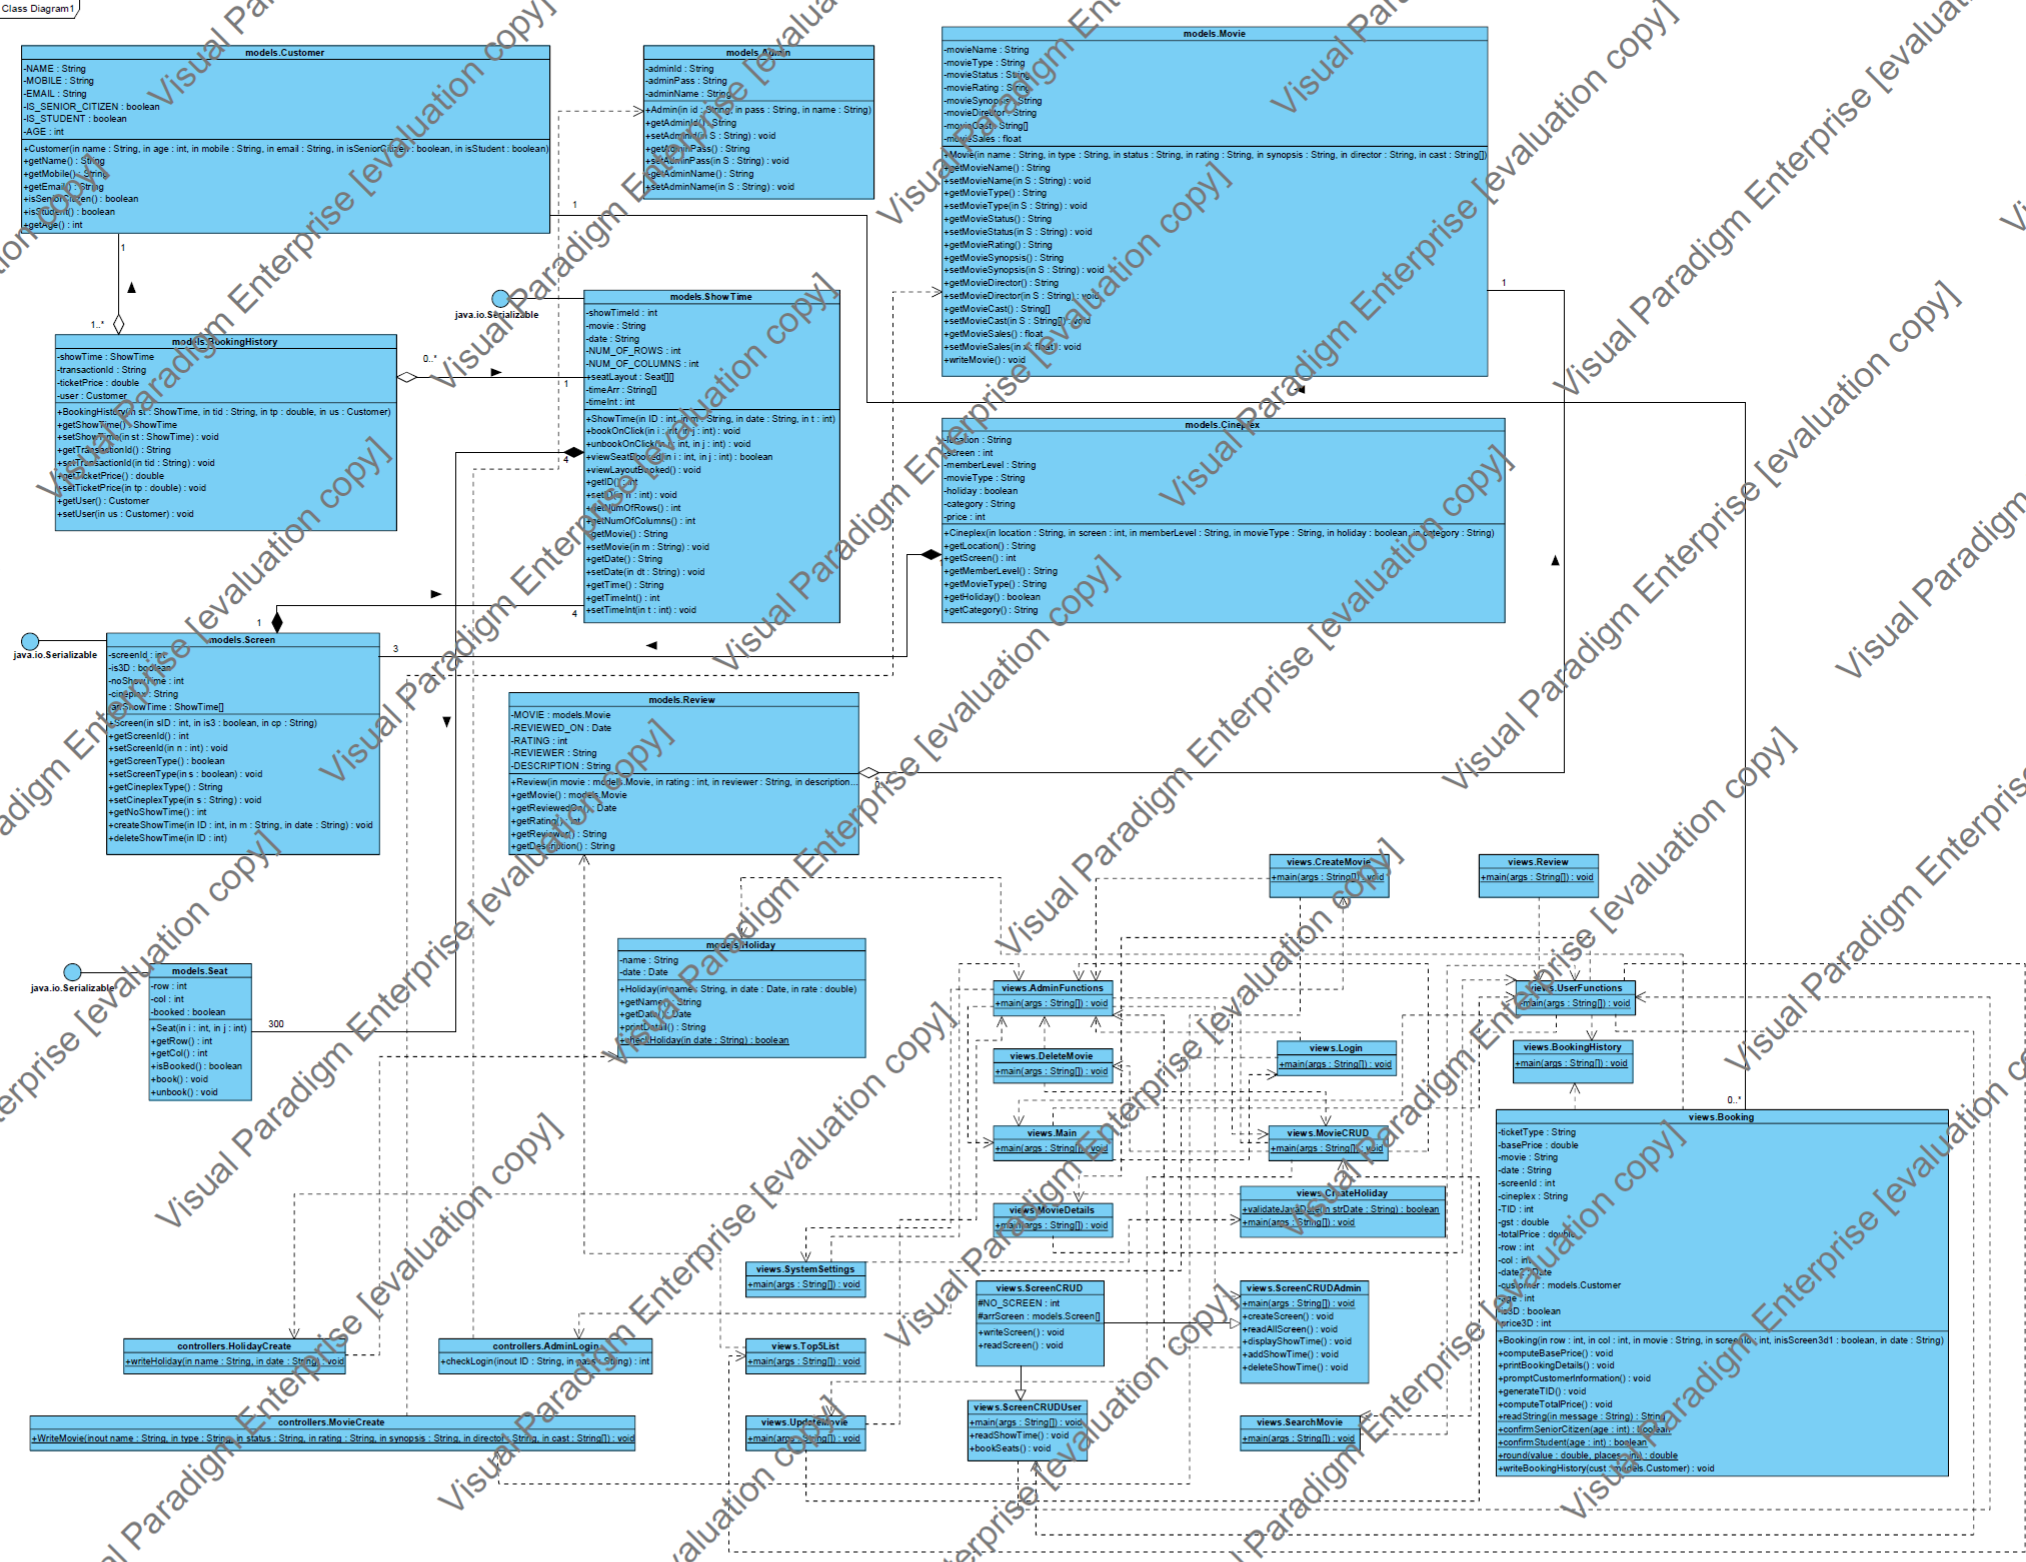 Class Diagram1
models.Customer
-NAME : String
-MOBILE : String
-EMAIL : String
-IS_SENIOR_CITIZEN : boolean
-IS_STUDENT : boolean
-AGE : int
+Customer(in name : String, in age : int, in mobile : String, in email : String, in isSeniorCitizen : boolean, in isStudent : boolean)
+getName() : String
+getMobile() : String
+getEmail() : String
+isSeniorCitizen() : boolean
+isStudent() : boolean
+getAge() : int
models.Admin
-adminId : String
-adminPass : String
-adminName : String
+Admin(in id : String, in pass : String, in name : String)
+getAdminId() : String
+setAdminId(in S : String) : void
+getAdminPass() : String
+setAdminPass(in S : String) : void
+getAdminName() : String
+setAdminName(in S : String) : void
models.Movie
-movieName : String
-movieType : String
-movieStatus : String
-movieRating : String
-movieSynopsis : String
-movieDirector : String
-movieCast : String[]
-movieSales : float
+Movie(in name : String, in type : String, in status : String, in rating : String, in synopsis : String, in director : String, in cast : String[])
+getMovieName() : String
+setMovieName(in S : String) : void
+getMovieType() : String
+setMovieType(in S : String) : void
+getMovieStatus() : String
+setMovieStatus(in S : String) : void
+getMovieRating() : String
+getMovieSynopsis() : String
+setMovieSynopsis(in S : String) : void
+getMovieDirector() : String
+setMovieDirector(in S : String) : void
+getMovieCast() : String[]
+setMovieCast(in S : String[]) : void
+getMovieSales() : float
+setMovieSales(in x : float) : void
+writeMovie() : void
1
1
1
1..*
models.BookingHistory
-showTime : ShowTime
-transactionId : String
-ticketPrice : double
-user : Customer
+BookingHistory(in st : ShowTime, in tid : String, in tp : double, in us : Customer)
+getShowTime() : ShowTime
+setShowTime(in st : ShowTime) : void
+getTransactionId() : String
+setTransactionId(in tid : String) : void
+getTicketPrice() : double
+setTicketPrice(in tp : double) : void
+getUser() : Customer
+setUser(in us : Customer) : void
0..*
1
java.io.Serializable
models.ShowTime
-showTimeId : int
-movie : String
-date : String
-NUM_OF_ROWS : int
-NUM_OF_COLUMNS : int
+seatLayout : Seat[][]
-timeArr : String[]
-timeInt : int
+ShowTime(in ID : int, in m : String, in date : String, in t : int)
+bookOnClick(in i : int, in j : int) : void
+unbookOnClick(in i : int, in j : int) : void
+viewSeatBooked(in i : int, in j : int) : boolean
+viewLayoutBooked() : void
+getID() : int
+setID(in n : int) : void
+getNumOfRows() : int
+getNumOfColumns() : int
+getMovie() : String
+setMovie(in m : String) : void
+getDate() : String
+setDate(in dt : String) : void
+getTime() : String
+getTimeInt() : int
+setTimeInt(in t : int) : void
4
4
1
models.Cineplex
-location : String
-screen : int
-memberLevel : String
-movieType : String
-holiday : boolean
-category : String
-price : int
+Cineplex(in location : String, in screen : int, in memberLevel : String, in movieType : String, in holiday : boolean, in category : String)
+getLocation() : String
+getScreen() : int
+getMemberLevel() : String
+getMovieType() : String
+getHoliday() : boolean
+getCategory() : String
java.io.Serializable
models.Screen
-screenId : int
-is3D : boolean
-noShowTime : int
-cineplex : String
-arrShowTime : ShowTime[]
+Screen(in sID : int, in is3 : boolean, in cp : String)
+getScreenId() : int
+setScreenId(in n : int) : void
+getScreenType() : boolean
+setScreenType(in s : boolean) : void
+getCineplexType() : String
+setCineplexType(in s : String) : void
+getNoShowTime() : int
+createShowTime(in ID : int, in m : String, in date : String) : void
+deleteShowTime(in ID : int)
3
models.Review
-MOVIE : models.Movie
-REVIEWED_ON : Date
-RATING : int
-REVIEWER : String
-DESCRIPTION : String
+Review(in movie : models.Movie, in rating : int, in reviewer : String, in description...
+getMovie() : models.Movie
+getReviewedOn() : Date
+getRating() : int
+getReviewer() : String
+getDescription() : String
java.io.Serializable
models.Seat
-row : int
-col : int
-booked : boolean
+Seat(in i : int, in j : int)
+getRow() : int
+getCol() : int
+isBooked() : boolean
+book() : void
+unbook() : void
300
models.Holiday
-name : String
-date : Date
+Holiday(in name : String, in date : Date, in rate : double)
+getName() : String
+getDate() : Date
+printDetail() : String
+checkHoliday(in date : String) : boolean
views.CreateMovie
+main(args : String[]) : void
views.Review
+main(args : String[]) : void
views.AdminFunctions
+main(args : String[]) : void
views.UserFunctions
+main(args : String[]) : void
views.DeleteMovie
+main(args : String[]) : void
views.Login
+main(args : String[]) : void
views.BookingHistory
+main(args : String[]) : void
views.Main
+main(args : String[]) : void
views.MovieCRUD
+main(args : String[]) : void
views.MovieDetails
+main(args : String[]) : void
views.CreateHoliday
+validateJavaDate(in strDate : String) : boolean
+main(args : String[]) : void
0..*
views.Booking
-ticketType : String
-basePrice : double
-movie : String
-date : String
-screenId : int
-cineplex : String
-TID : int
-gst : double
-totalPrice : double
-row : int
-col : int
-date2 : Date
-customer : models.Customer
-age : int
-is3D : boolean
-price3D : int
+Booking(in row : int, in col : int, in movie : String, in screenId : int, inisScreen3d1 : boolean, in date : String)
+computeBasePrice() : void
+printBookingDetails() : void
+promptCustomerInformation() : void
+generateTID() : void
+computeTotalPrice() : void
+readString(in message : String) : String
+confirmSeniorCitizen(age : int) : boolean
+confirmStudent(age : int) : boolean
+round(value : double, places : int) : double
+writeBookingHistory(cust : models.Customer) : void
views.SystemSettings
+main(args : String[]) : void
views.ScreenCRUD
#NO_SCREEN : int
#arrScreen : models.Screen[]
+writeScreen() : void
+readScreen() : void
views.ScreenCRUDAdmin
+main(args : String[]) : void
+createScreen() : void
+readAllScreen() : void
+displayShowTime() : void
+addShowTime() : void
+deleteShowTime() : void
controllers.HolidayCreate
+writeHoliday(in name : String, in date : String) : void
controllers.AdminLogin
+checkLogin(inout ID : String, in pass : String) : int
views.Top5List
+main(args : String[]) : void
controllers.MovieCreate
+WriteMovie(inout name : String, in type : String, in status : String, in rating : String, in synopsis : String, in director : String, in cast : String[]) : void
views.UpdateMovie
+main(args : String[]) : void
views.ScreenCRUDUser
+main(args : String[]) : void
+readShowTime() : void
+bookSeats() : void
views.SearchMovie
+main(args : String[]) : void
Visual Paradigm Enterprise [evaluation copy]